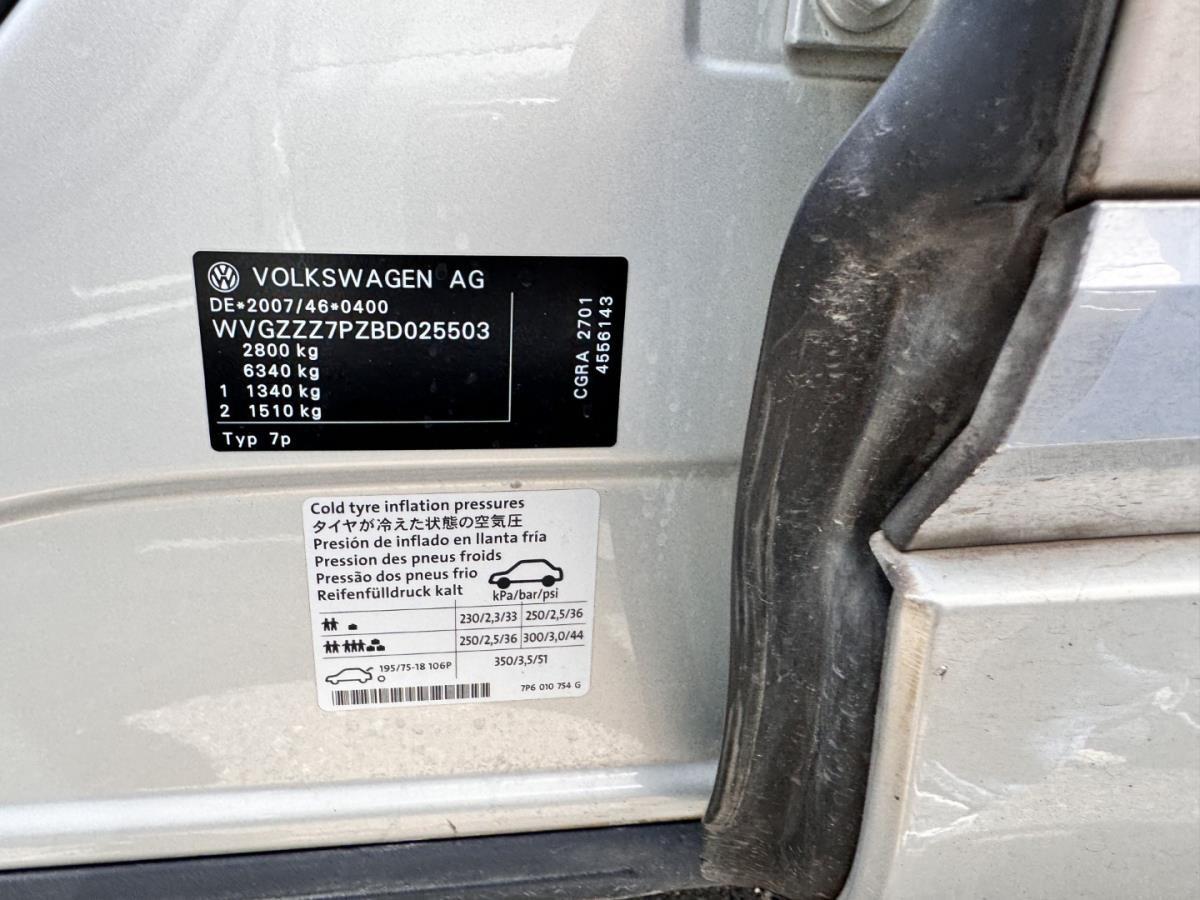 VOLKSWAGEN AG
DE*2007/46*0400
WVGZZZ7PZBD025503
2800 kg
6340 kg
1 1340 kg
2 1510 kg
Typ 7p
CGRA 2701
4556143
Cold tyre inflation pressures
タイヤが冷えた状態の空気圧
Presión de inflado en llanta fría
Pression des pneus froids
Pressão dos pneus frio
Reifenfülldruck kalt
kPa/bar/psi
230/2,3/33 250/2,5/36
250/2,5/36 300/3,0/44
195/75-18 106P 350/3,5/51
7P6 010 754 G